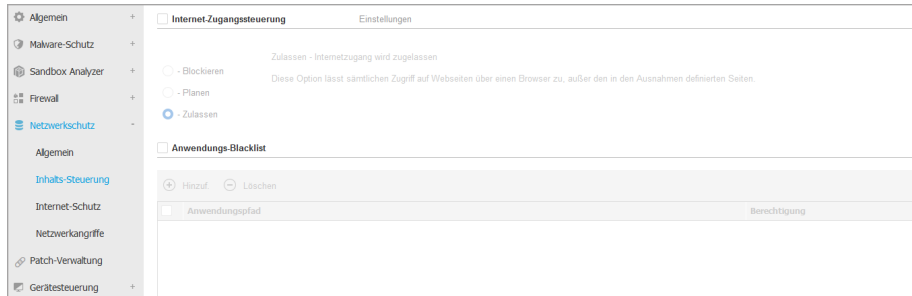 Allgemein +
Malware-Schutz +
Sandbox Analyzer +
Firewall +
Netzwerkschutz -
Allgemein
Inhalts-Steuerung
Internet-Schutz
Netzwerkangriffe
Patch-Verwaltung
Gerätesteuerung +
Internet-Zugangssteuerung Einstellungen
- Blockieren
- Planen
- Zulassen
Zulassen - Internetzugang wird zugelassen
Diese Option lässt sämtlichen Zugriff auf Webseiten über einen Browser zu, außer den in den Ausnahmen definierten Seiten.
Anwendungs-Blacklist
Hinzuf. Löschen
Anwendungspfad Berechtigung